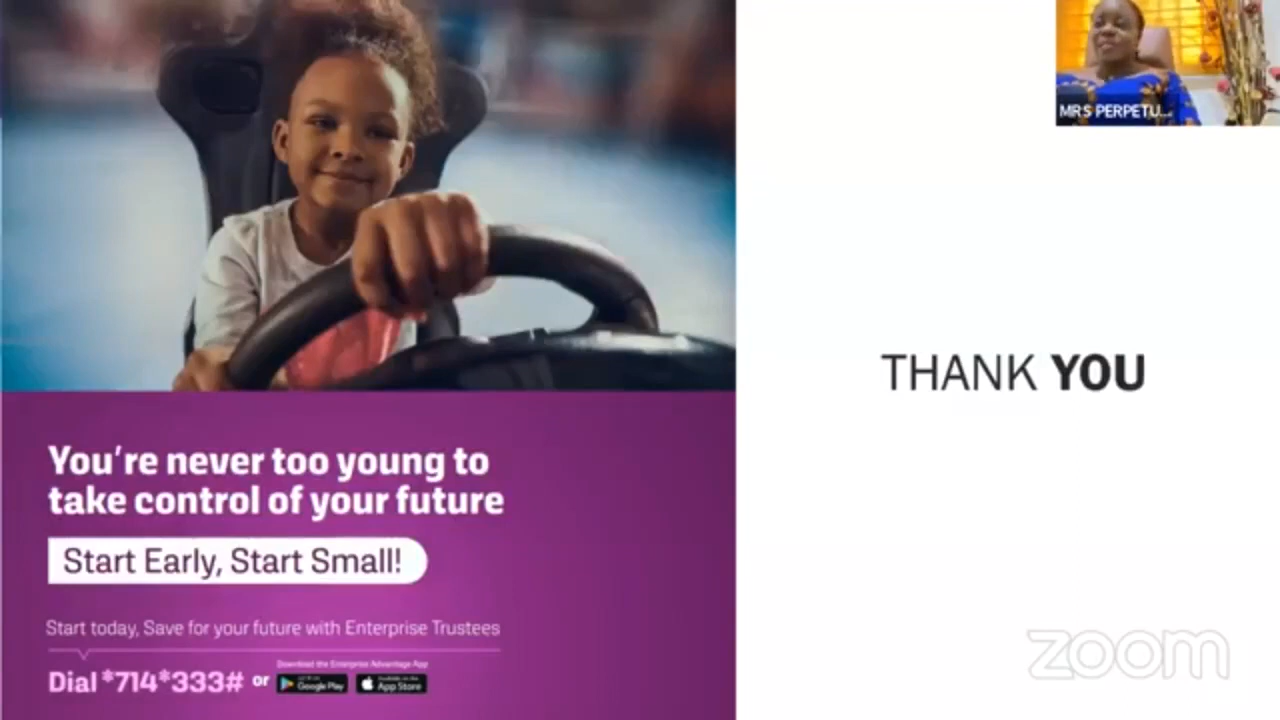 MRS PERPETU...
THANK YOU
You're never too young to
take control of your future
Start Early, Start Small!
Start today, Save for your future with Enterprise Trustees
Download the Enterprise Advantage App
Dial *714*333# or
Google Play
App Store
zoom